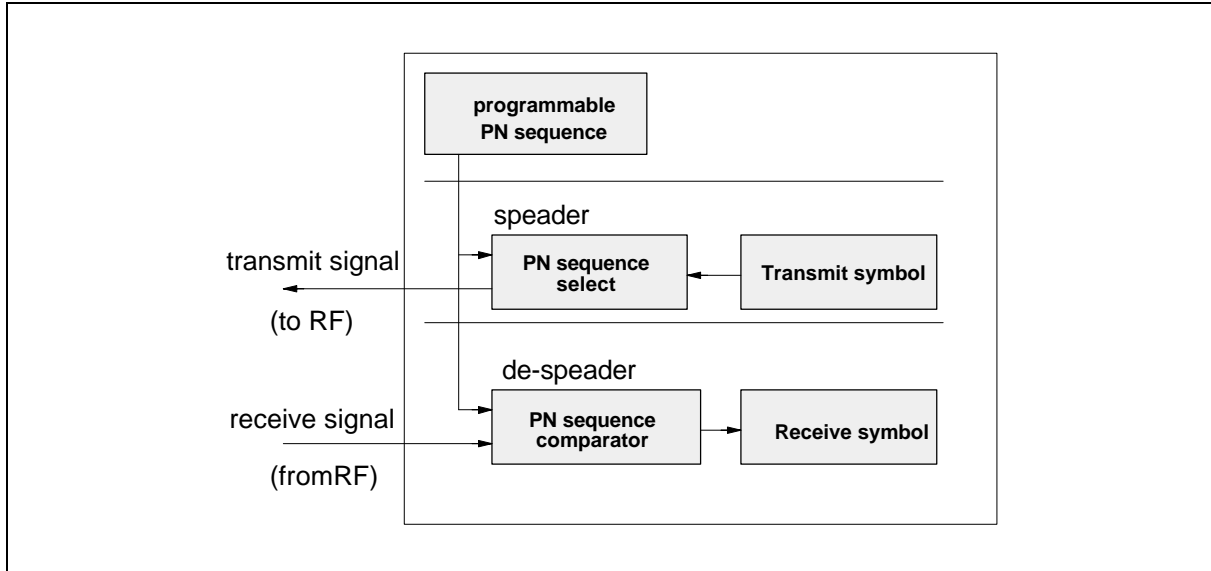 programmable
PN sequence
speader
transmit signal
PN sequence
select
Transmit symbol
(to RF)
de-speader
receive signal
PN sequence
comparator
Receive symbol
(fromRF)